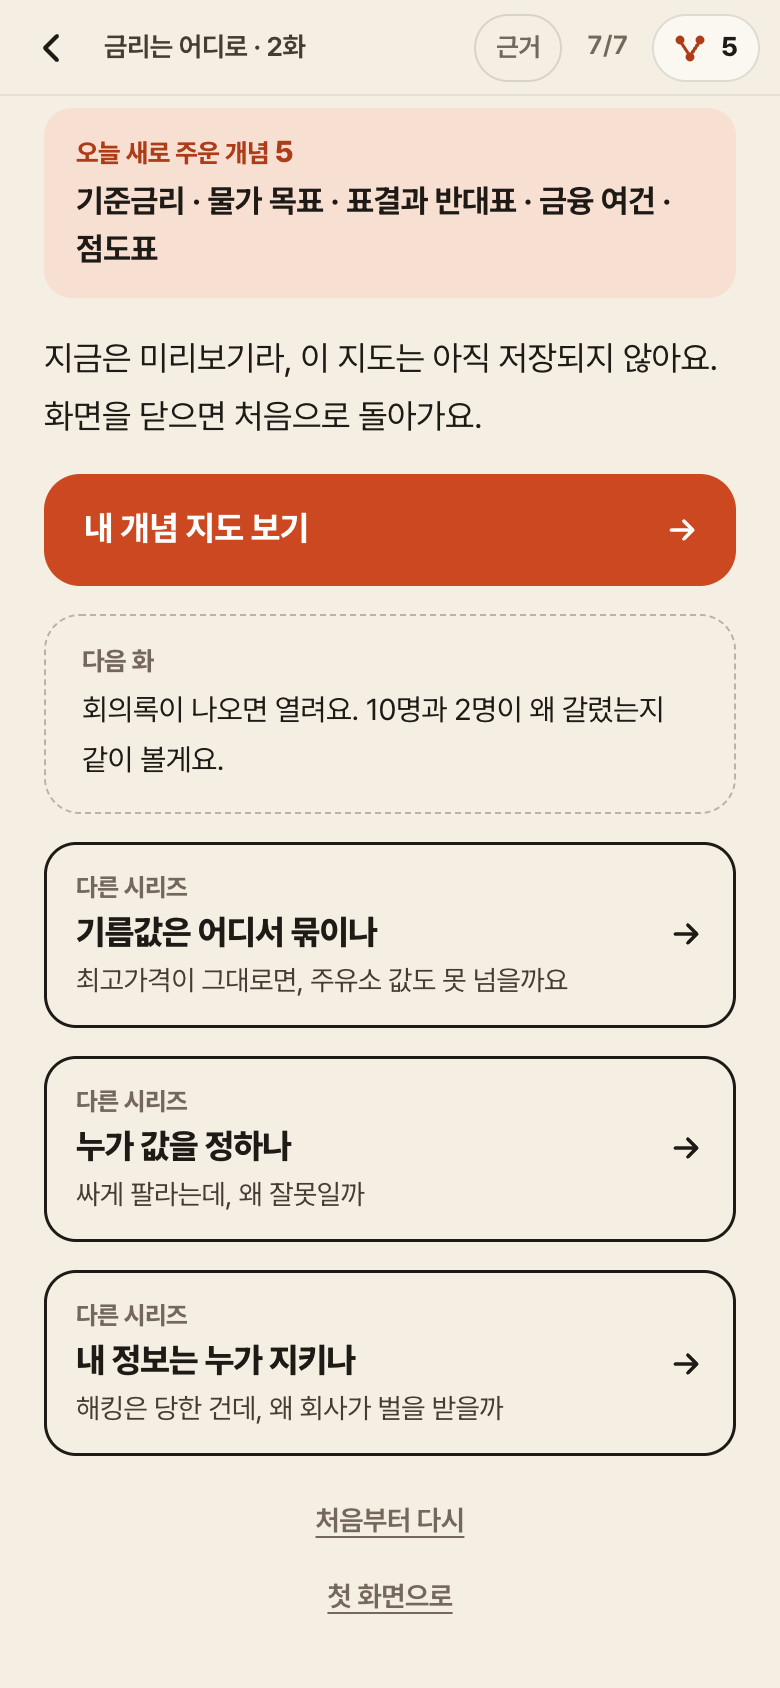 금리는 어디로 · 2화
근거
7/7
5
오늘 새로 주운 개념 5
기준금리 · 물가 목표 · 표결과 반대표 · 금융 여건 ·
점도표
지금은 미리보기라, 이 지도는 아직 저장되지 않아요.
화면을 닫으면 처음으로 돌아가요.
내 개념 지도 보기
다음 화
회의록이 나오면 열려요. 10명과 2명이 왜 갈렸는지
같이 볼게요.
다른 시리즈
기름값은 어디서 묶이나
최고가격이 그대로면, 주유소 값도 못 넘을까요
다른 시리즈
누가 값을 정하나
싸게 팔라는데, 왜 잘못일까
다른 시리즈
내 정보는 누가 지키나
해킹은 당한 건데, 왜 회사가 벌을 받을까
처음부터 다시
첫 화면으로